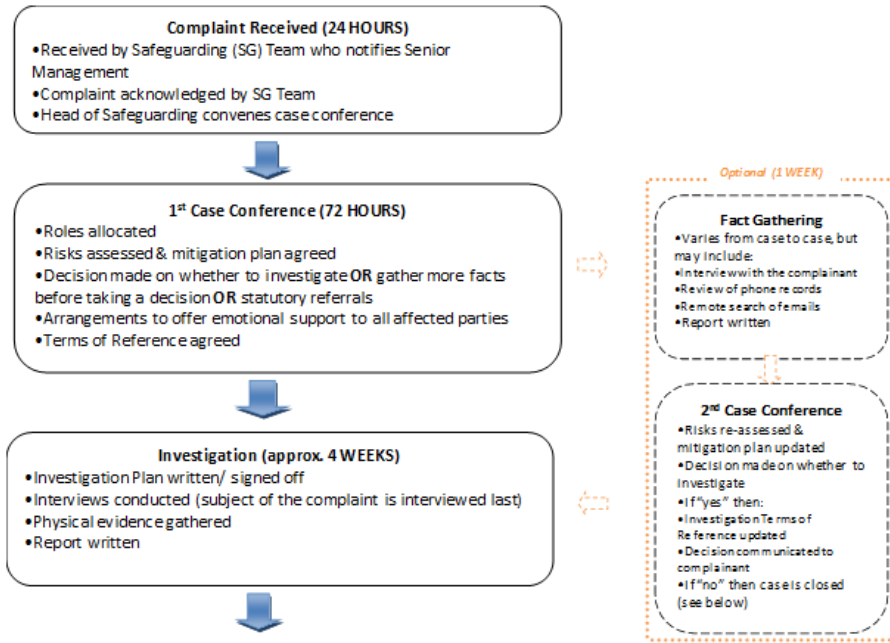 Complaint Received (24 HOURS)
•Received by Safeguarding (SG) Team who notifies Senior
Management
•Complaint acknowledged by SG Team
•Head of Safeguarding convenes case conference
1st Case Conference (72 HOURS)
•Roles allocated
•Risks assessed & mitigation plan agreed
•Decision made on whether to investigate OR gather more facts
before taking a decision OR statutory referrals
•Arrangements to offer emotional support to all affected parties
•Terms of Reference agreed
Optional (1 WEEK)
Fact Gathering
•Varies from case to case, but
may include:
•Interview with the complainant
•Review of phone records
•Remote search of emails
•Report written
2nd Case Conference
•Risks re-assessed &
mitigation plan updated
•Decision made on whether to
investigate
•If "yes" then:
•Investigation Terms of
Reference updated
•Decision communicated to
complainant
•If "no" then case is closed
(see below)
Investigation (approx. 4 WEEKS)
•Investigation Plan written/ signed off
•Interviews conducted (subject of the complaint is interviewed last)
•Physical evidence gathered
•Report written